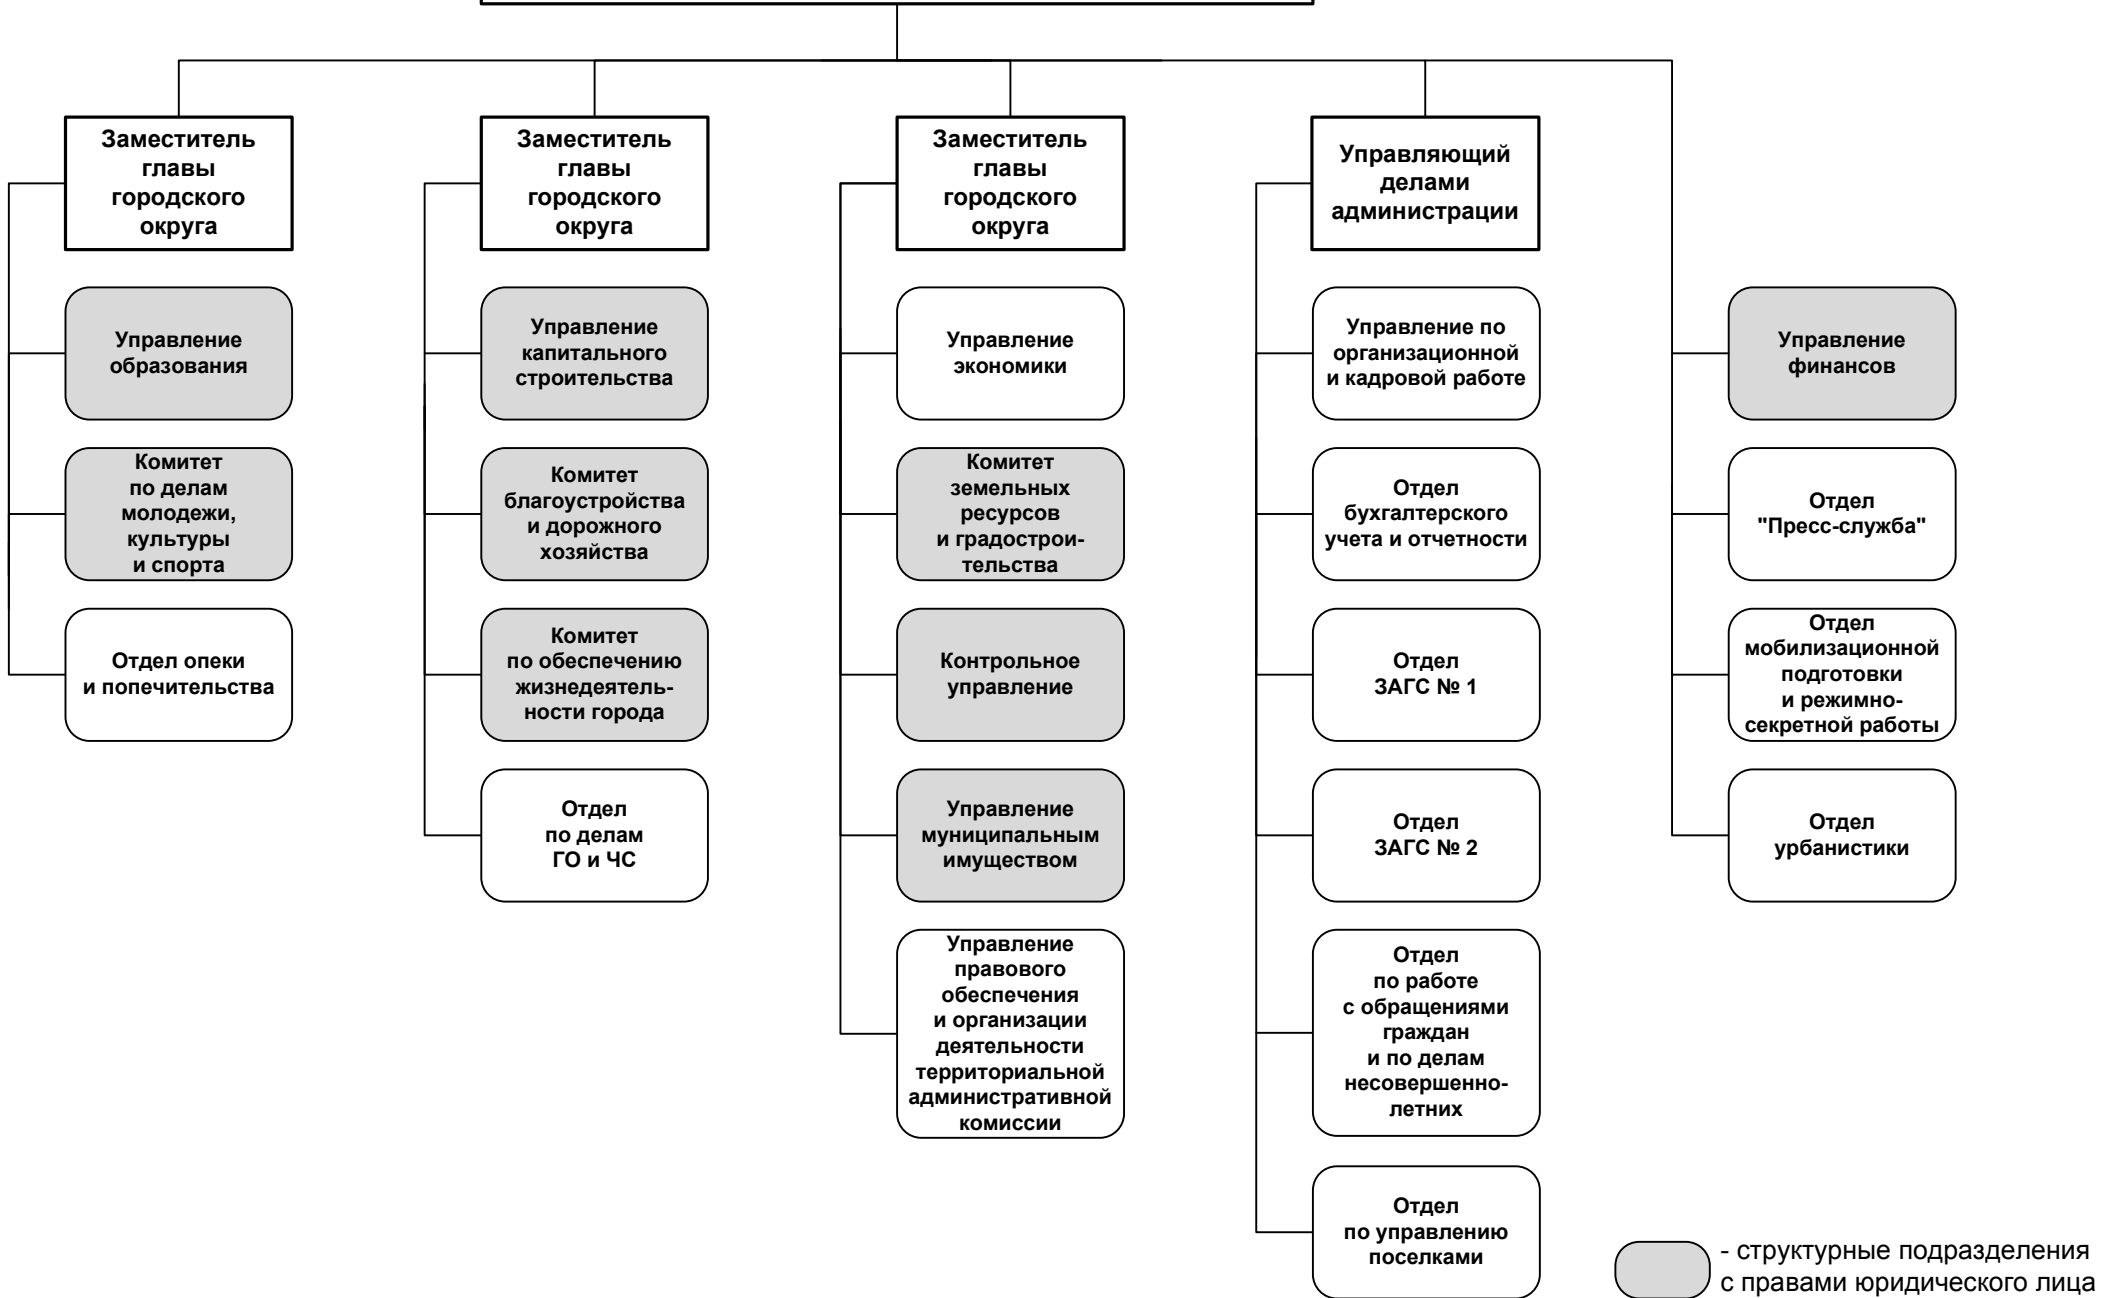 Заместитель
главы
городского
округа
Управление
образования
Комитет
по делам
молодежи,
культуры
и спорта
Отдел опеки
и попечительства
Заместитель
главы
городского
округа
Управление
капитального
строительства
Комитет
благоустройства
и дорожного
хозяйства
Комитет
по обеспечению
жизнедеятель-
ности города
Отдел
по делам
ГО и ЧС
Заместитель
главы
городского
округа
Управление
экономики
Комитет
земельных
ресурсов
и градострои-
тельства
Контрольное
управление
Управление
муниципальным
имуществом
Управление
правового
обеспечения
и организации
деятельности
территориальной
административной
комиссии
Управляющий
делами
администрации
Управление по
организационной
и кадровой работе
Отдел
бухгалтерского
учета и отчетности
Отдел
ЗАГС № 1
Отдел
ЗАГС № 2
Отдел
по работе
с обращениями
граждан
и по делам
несовершенно-
летних
Отдел
по управлению
поселками
Управление
финансов
Отдел
"Пресс-служба"
Отдел
мобилизационной
подготовки
и режимно-
секретной работы
Отдел
урбанистики
- структурные подразделения
с правами юридического лица